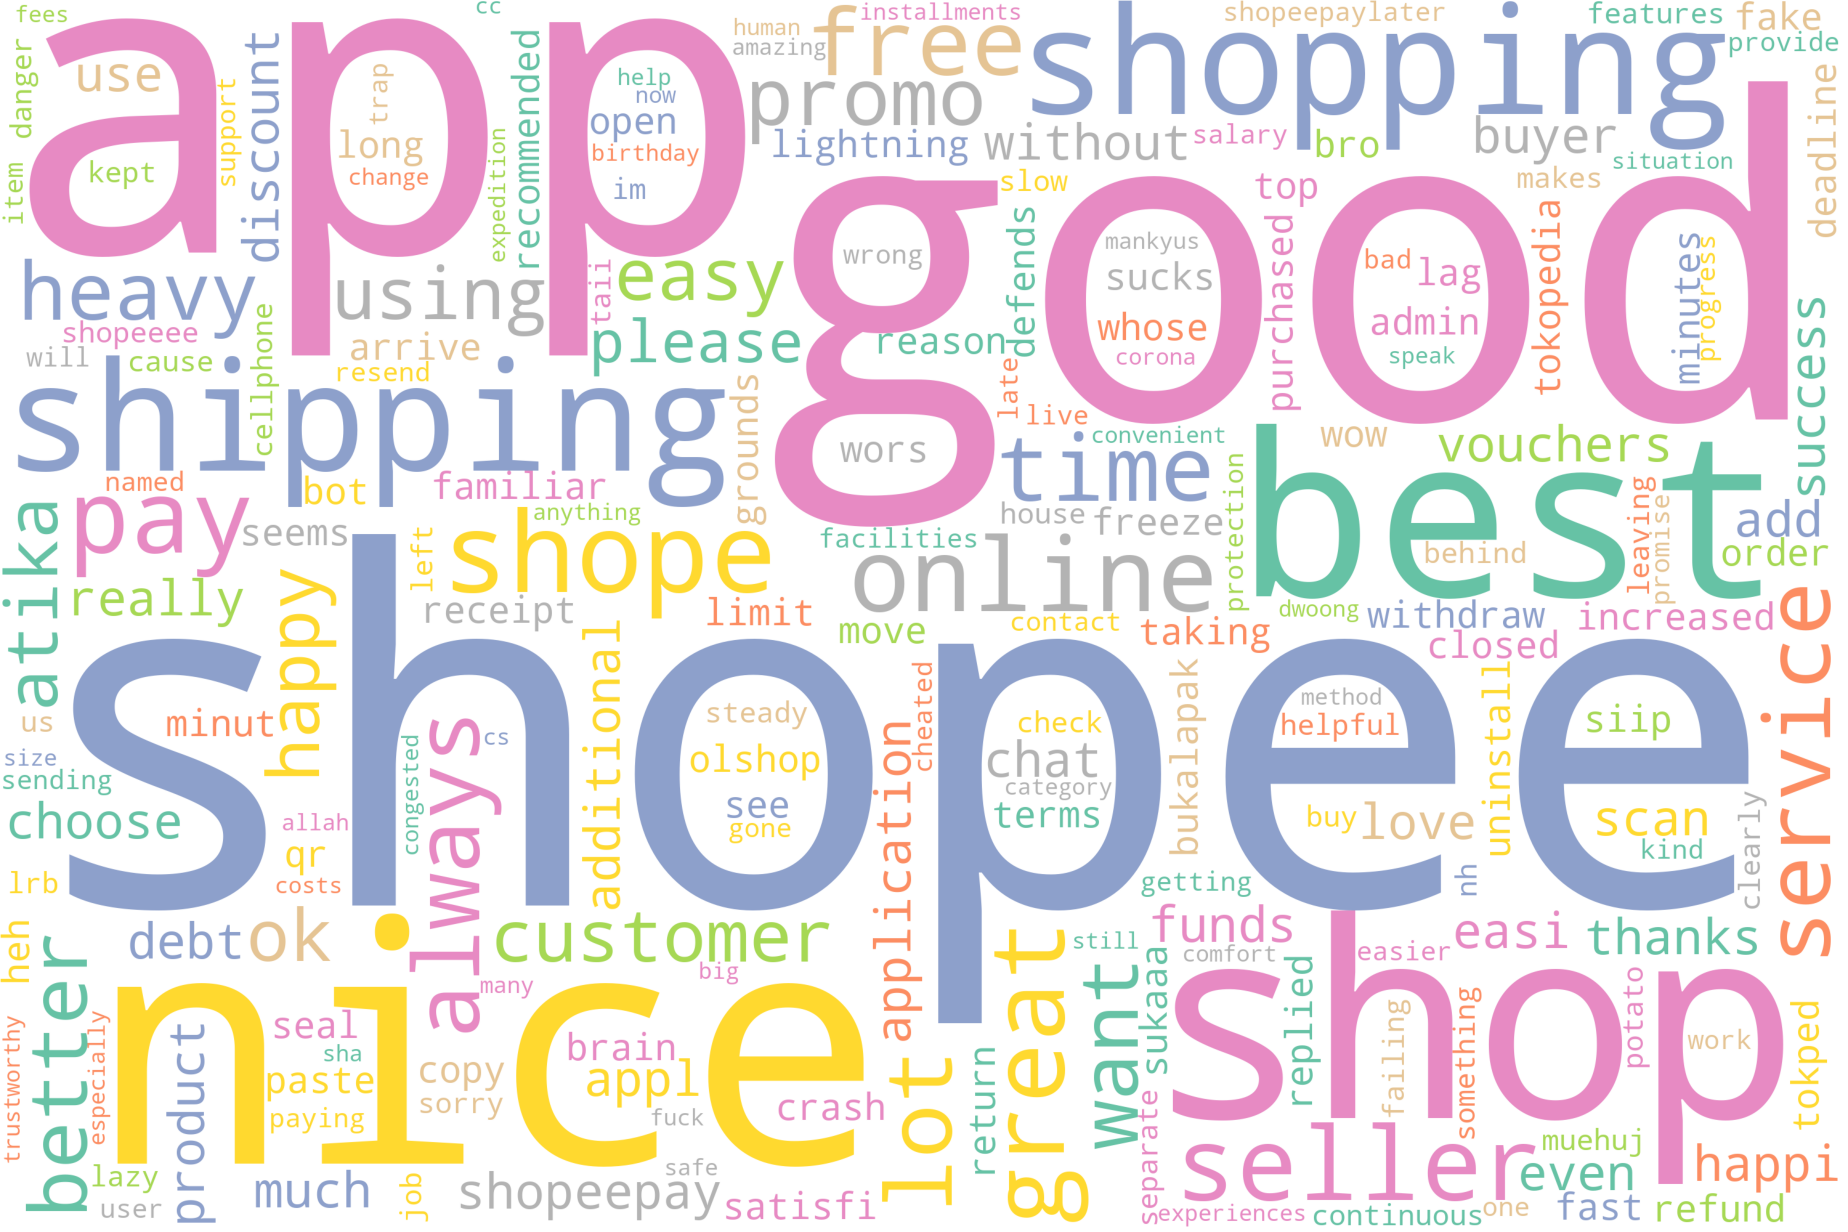 fees
cc
app
human
installments
shopeepaylater
features
fake
amazing
free
shopping
provide
danger
use
discount
support
trap
long
change
kept
item
recommended
expedition
help
now
open
birthday
im
promo
lightning
without
salary
bro
buyer
situation
deadline
slow
top
makes
good
heavy
shopeeee
using
taii
easy
please
wrong
reason
defends
mankyus
sucks
whose
corona
purchased
bad
lag
admin
speak
tokopedia
minutes
progress
success
will
cause
cellphone
arrive
resend
shipping
grounds
wors
late
live
convenient
time
wow
vouchers
best
named
bot
familiar
pay
seems
atika
really
left
anything
shope
facilities
house
freeze
online
protection
behind
leaving
promise
add
order
dwoong
withdraw
increased
closed
service
happy
receipt
additional
limit
move
contact
taking
shopee
us
minut
size
sending
choose
always
cs
congested
steady
olshop
see
gone
application
cheated
check
chat
category
terms
bukalapak
method
helpful
buy
love
uninstall
siip
scan
kind
clearly
allah
qr
lrb
costs
getting
nh
heh
debt
ok
customer
many
big
nice
better
great
still
want
sukaaa
funds
comfort
replied
easier
easi
thanks
shop
trustworthy
especially
product
seal
sha
paste
paying
copy
sorry
brain
appl
fuck
crash
lot
return
separate
failing
something
potato
work
tokped
lazy
user
much
job
shopeepay
safe
satisfi
seller
experiences
continuous
muehuj
even
one
fast
happi
refund